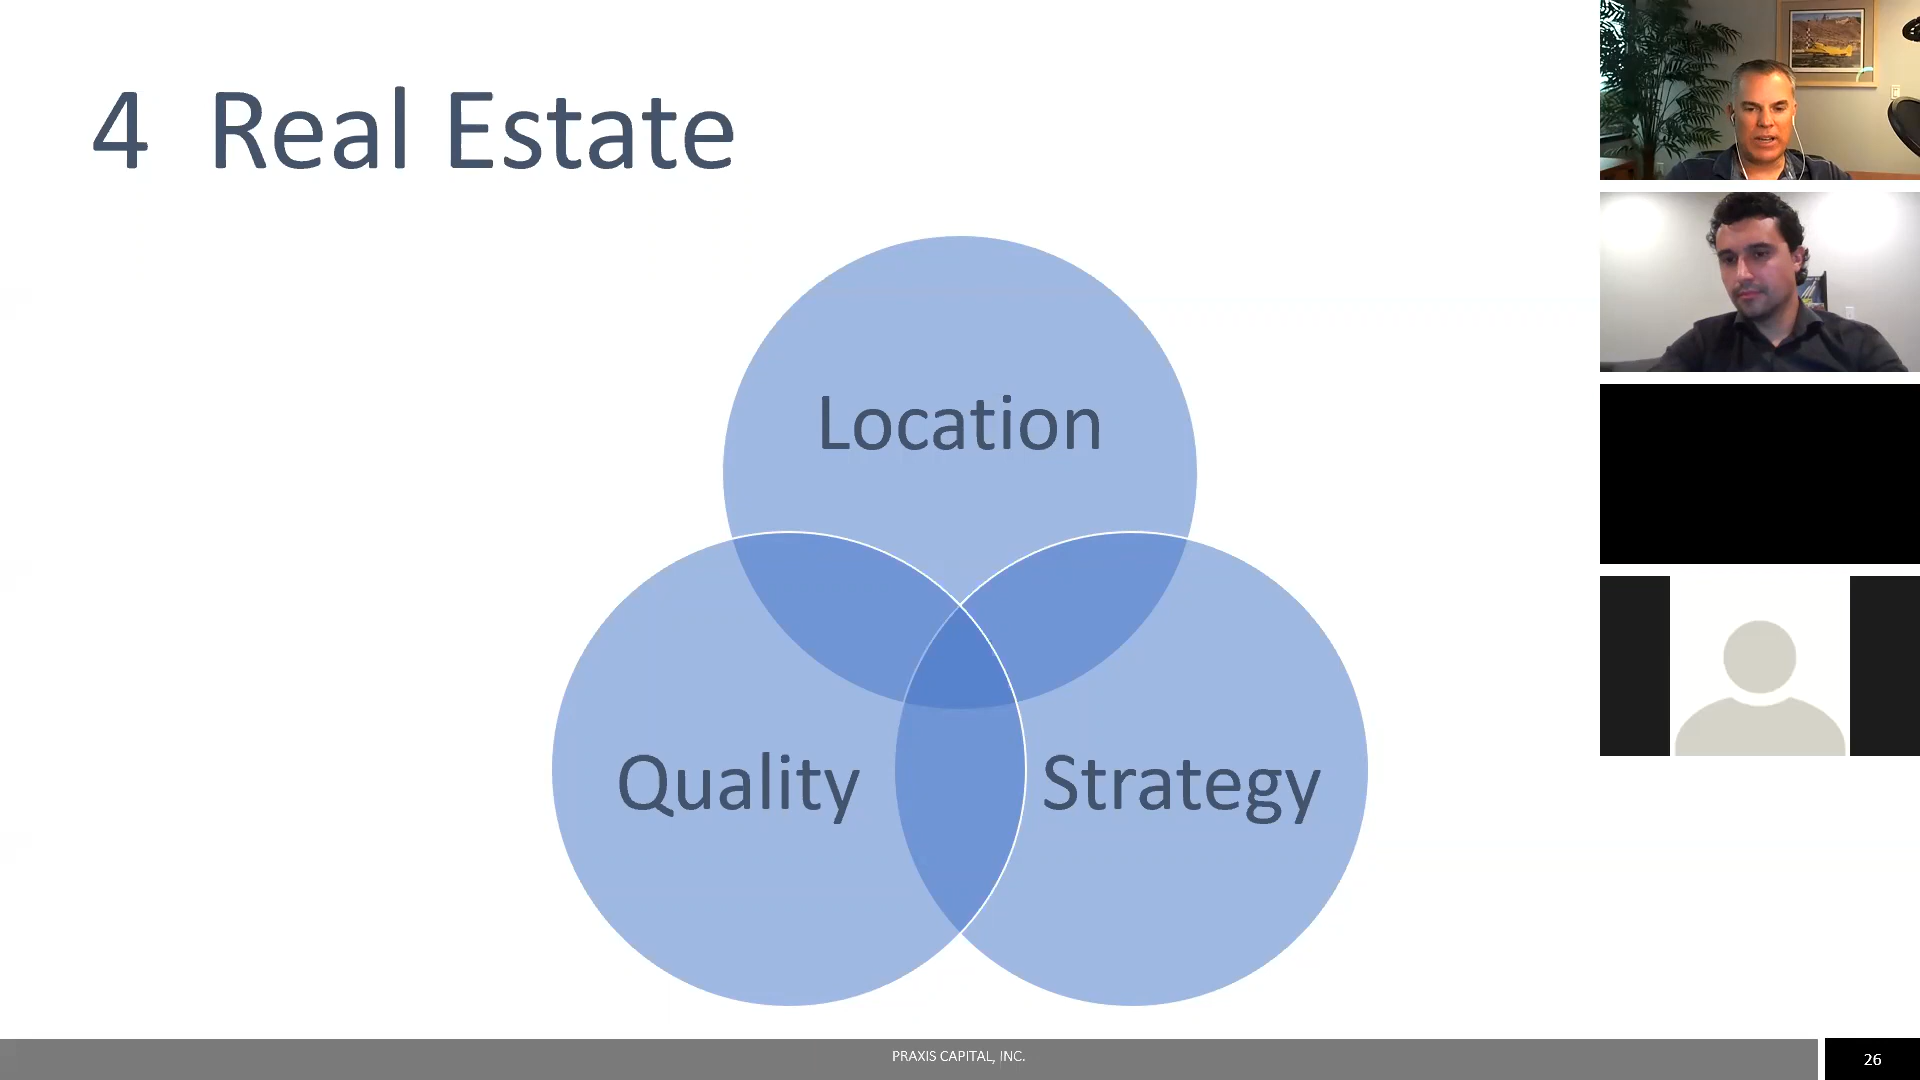 4 Real Estate
Location
Quality
Strategy
PRAXIS CAPITAL, INC.
26